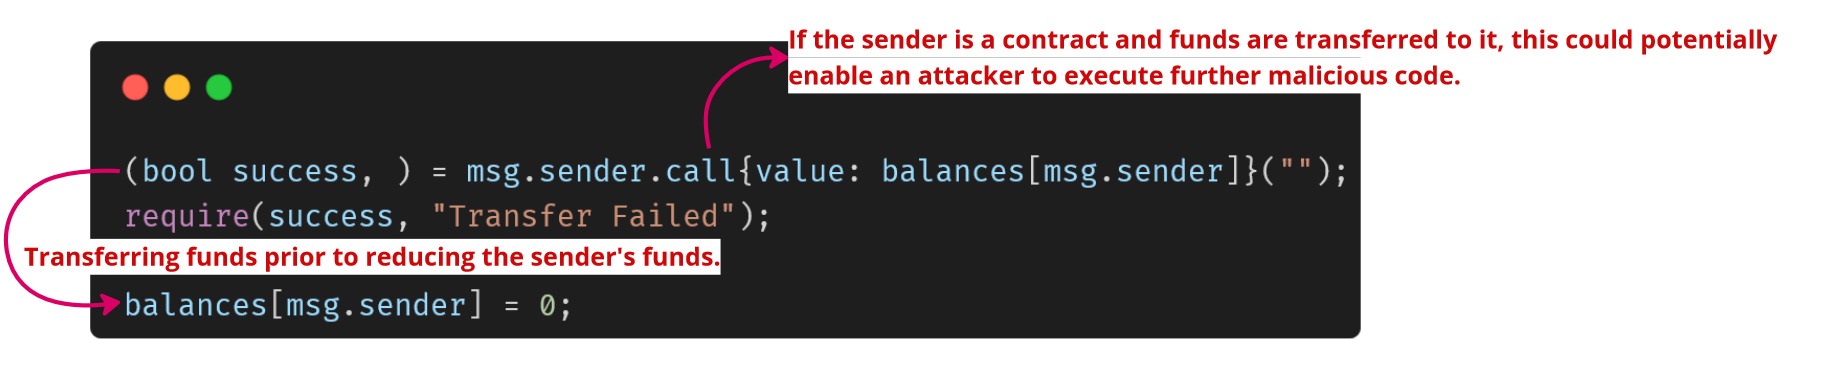 If the sender is a contract and funds are transferred to it, this could potentially
enable an attacker to execute further malicious code.
(bool success, ) = msg.sender.call{value: balances[msg.sender]}("");
require(success, "Transfer Failed");
Transferring funds prior to reducing the sender's funds.
balances[msg.sender] = 0;